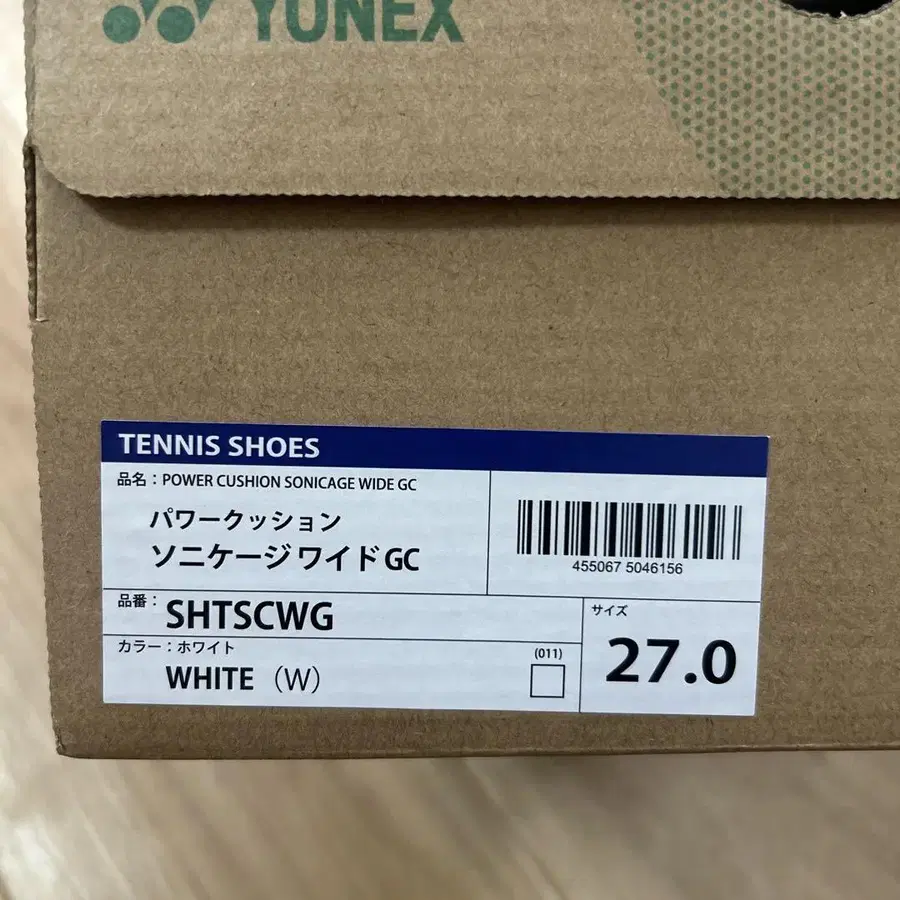 YONEX
TENNIS SHOES
品名：POWER CUSHION SONICAGE WIDE GC
パワークッション
ソニケージ ワイド GC
455067 5046156
品番：
SHTSCWG
サイズ
27.0
カラー：ホワイト
WHITE（W）
(011)